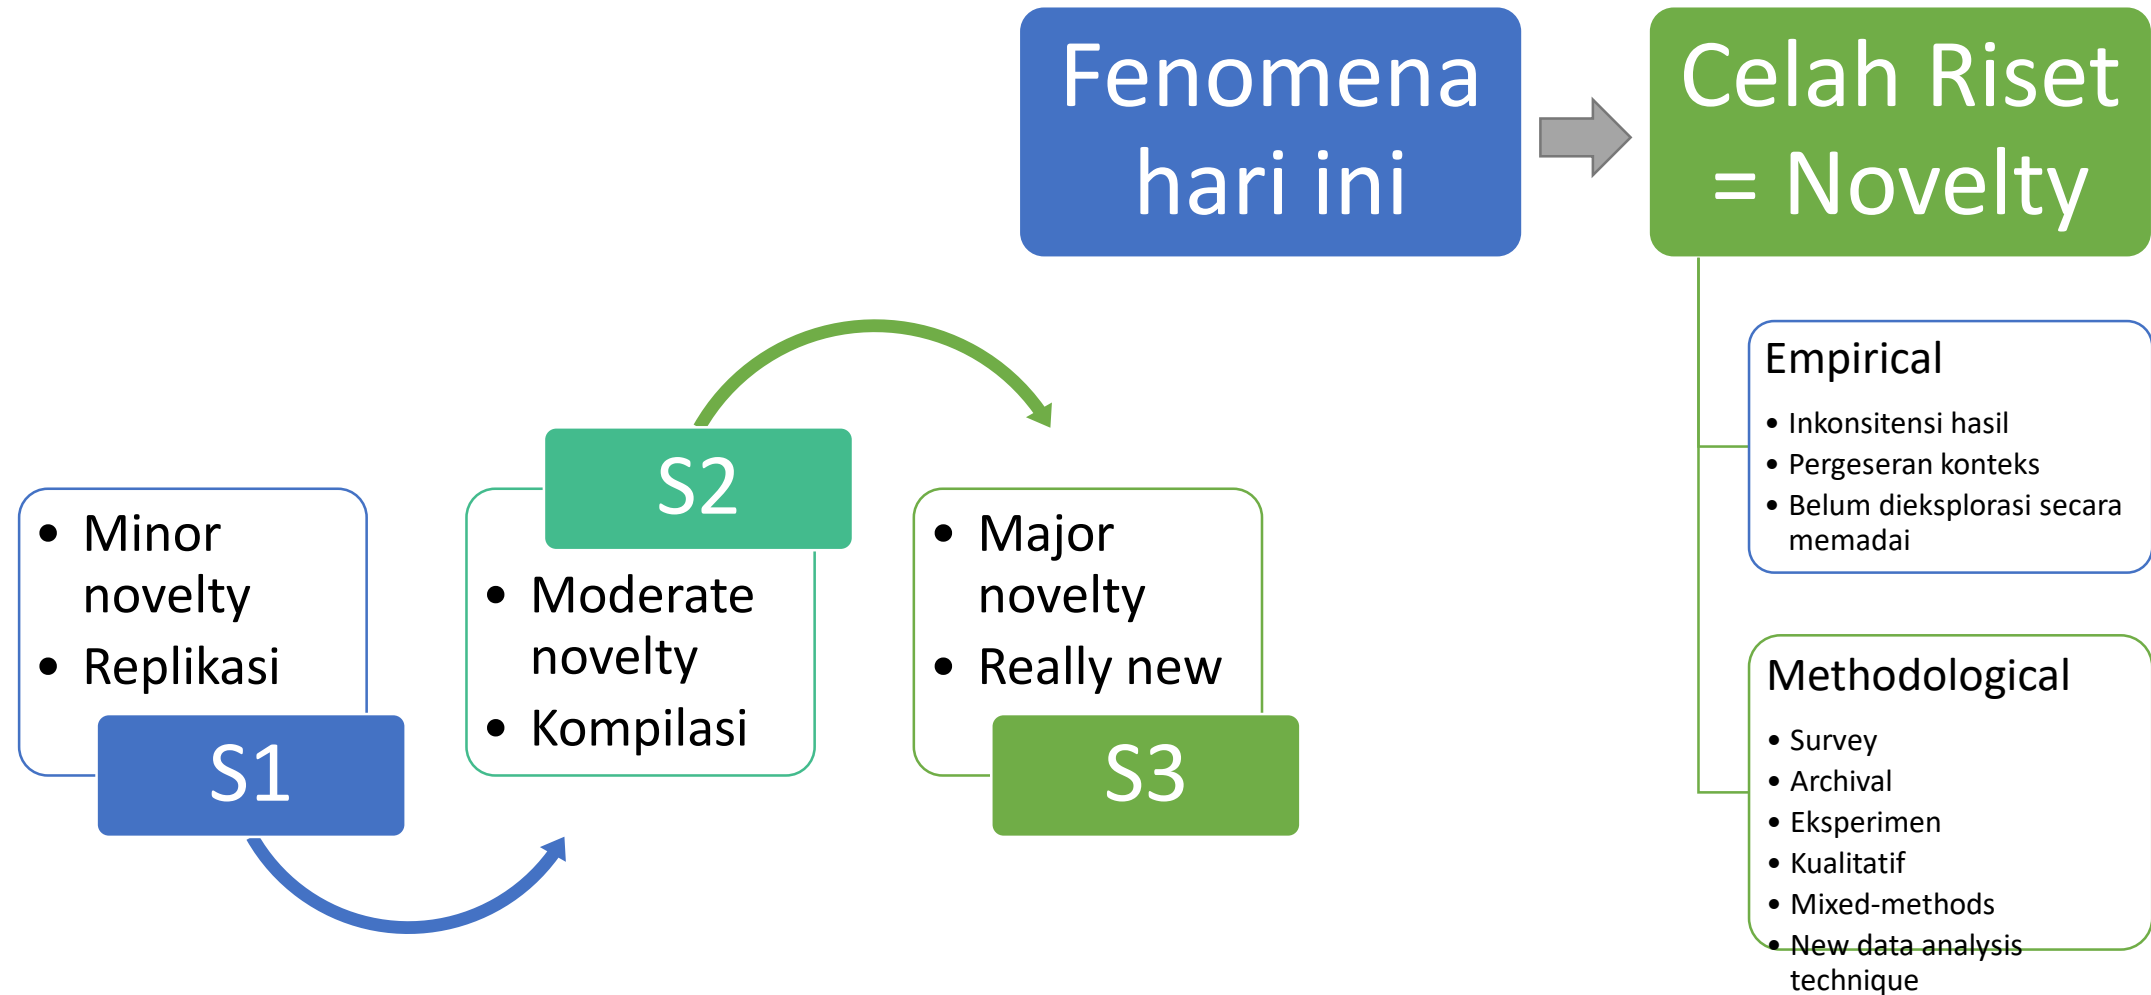 Fenomena
hari ini
Celah Riset
= Novelty
• Minor
novelty
• Replikasi
S1
S2
• Moderate
novelty
• Kompilasi
• Major
novelty
• Really new
S3
Empirical
• Inkonsitensi hasil
• Pergeseran konteks
• Belum dieksplorasi secara
memadai
Methodological
• Survey
• Archival
• Eksperimen
• Kualitatif
• Mixed-methods
• New data analysis
technique